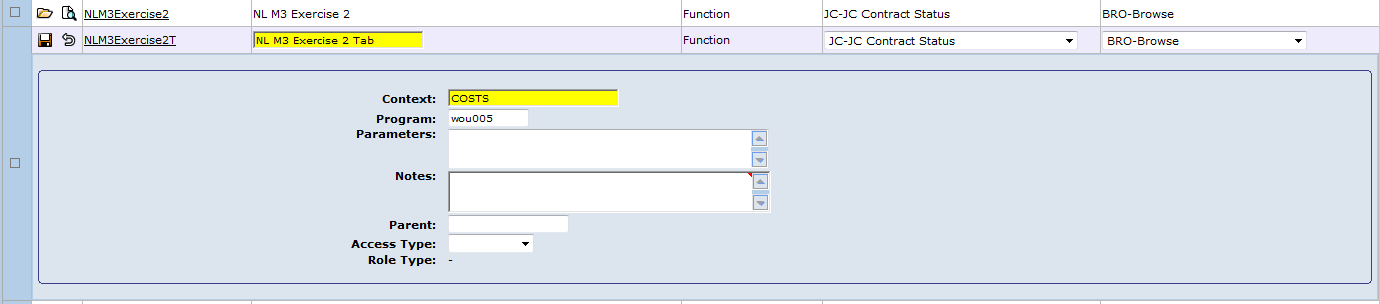 NLM3Exercise2 NL M3 Exercise 2 Function JC-JC Contract Status BRO-Browse
NLM3Exercise2T NL M3 Exercise 2 Tab Function JC-JC Contract Status BRO-Browse
Context: COSTS
Program: wou005
Parameters:
Notes:
Parent:
Access Type:
Role Type: -